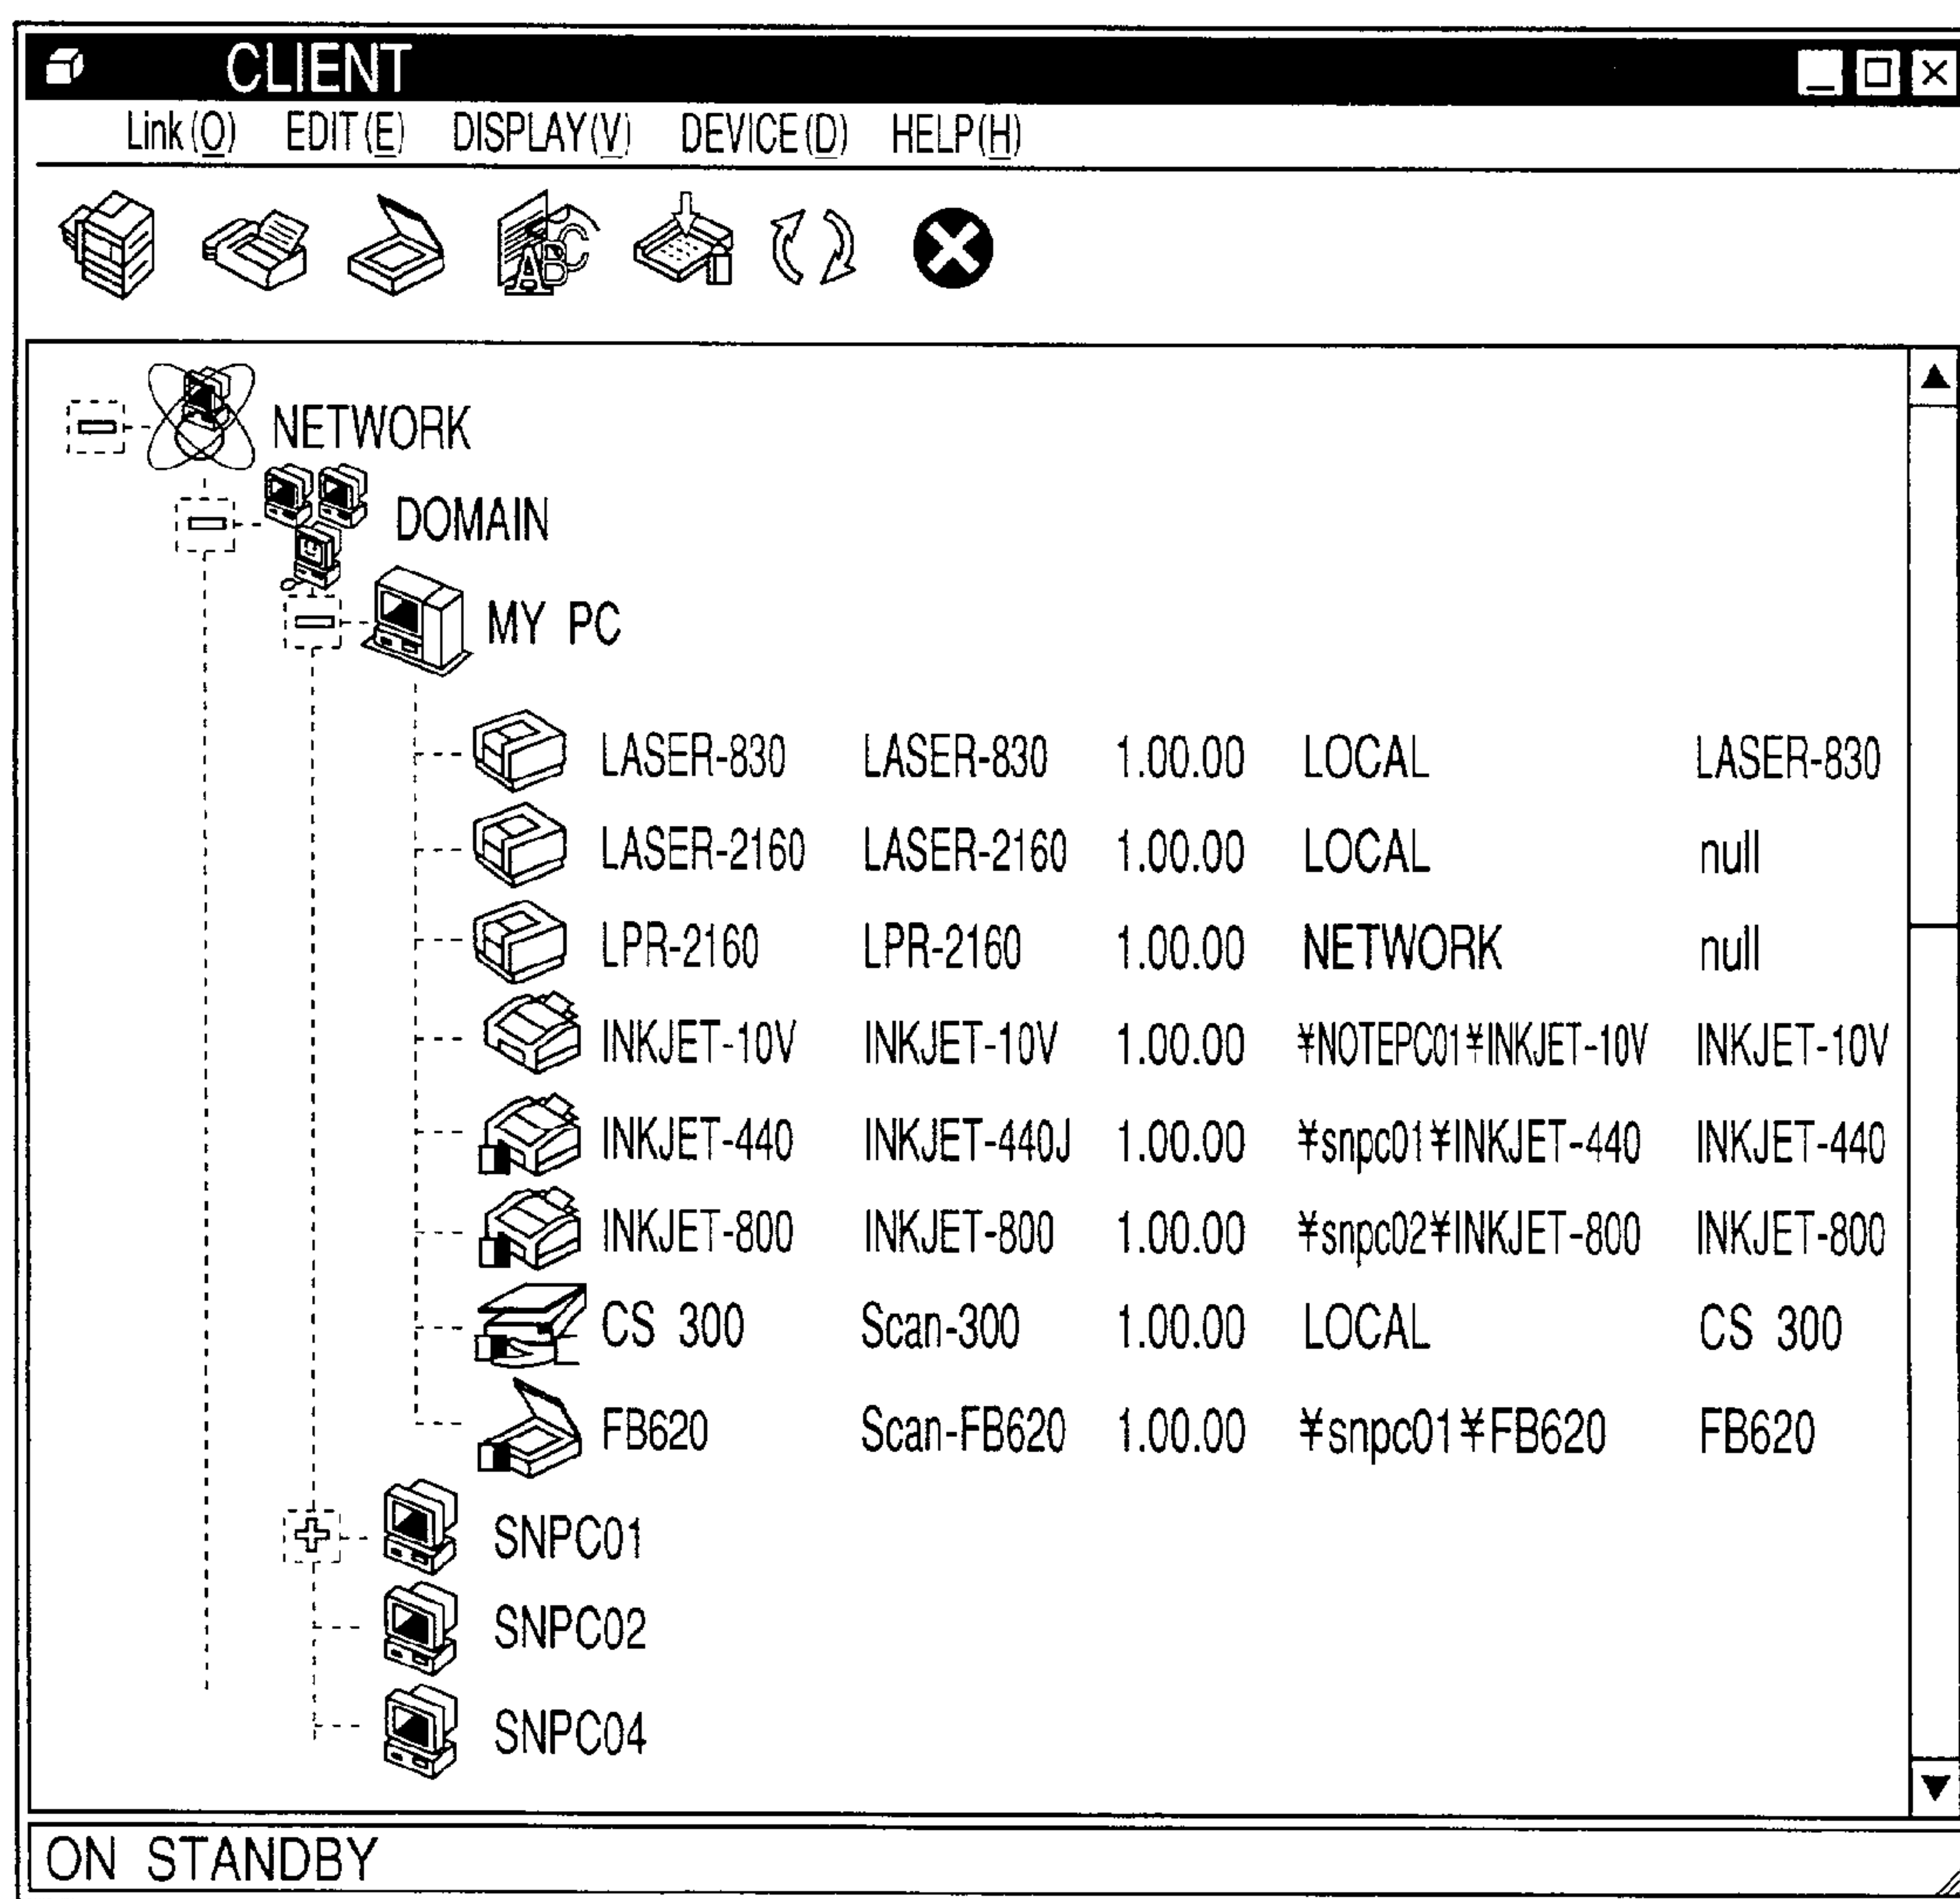 CLIENT
Link(O) EDIT(E) DISPLAY(V) DEVICE(D) HELP(H)
ABC
NETWORK
DOMAIN
MY PC
LASER-830 LASER-830 1.00.00 LOCAL LASER-830
LASER-2160 LASER-2160 1.00.00 LOCAL null
LPR-2160 LPR-2160 1.00.00 NETWORK null
INKJET-10V INKJET-10V 1.00.00 ¥NOTEPC01¥INKJET-10V INKJET-10V
INKJET-440 INKJET-440J 1.00.00 ¥snpc01¥INKJET-440 INKJET-440
INKJET-800 INKJET-800 1.00.00 ¥snpc02¥INKJET-800 INKJET-800
CS 300 Scan-300 1.00.00 LOCAL CS 300
FB620 Scan-FB620 1.00.00 ¥snpc01¥FB620 FB620
SNPC01
SNPC02
SNPC04
ON STANDBY